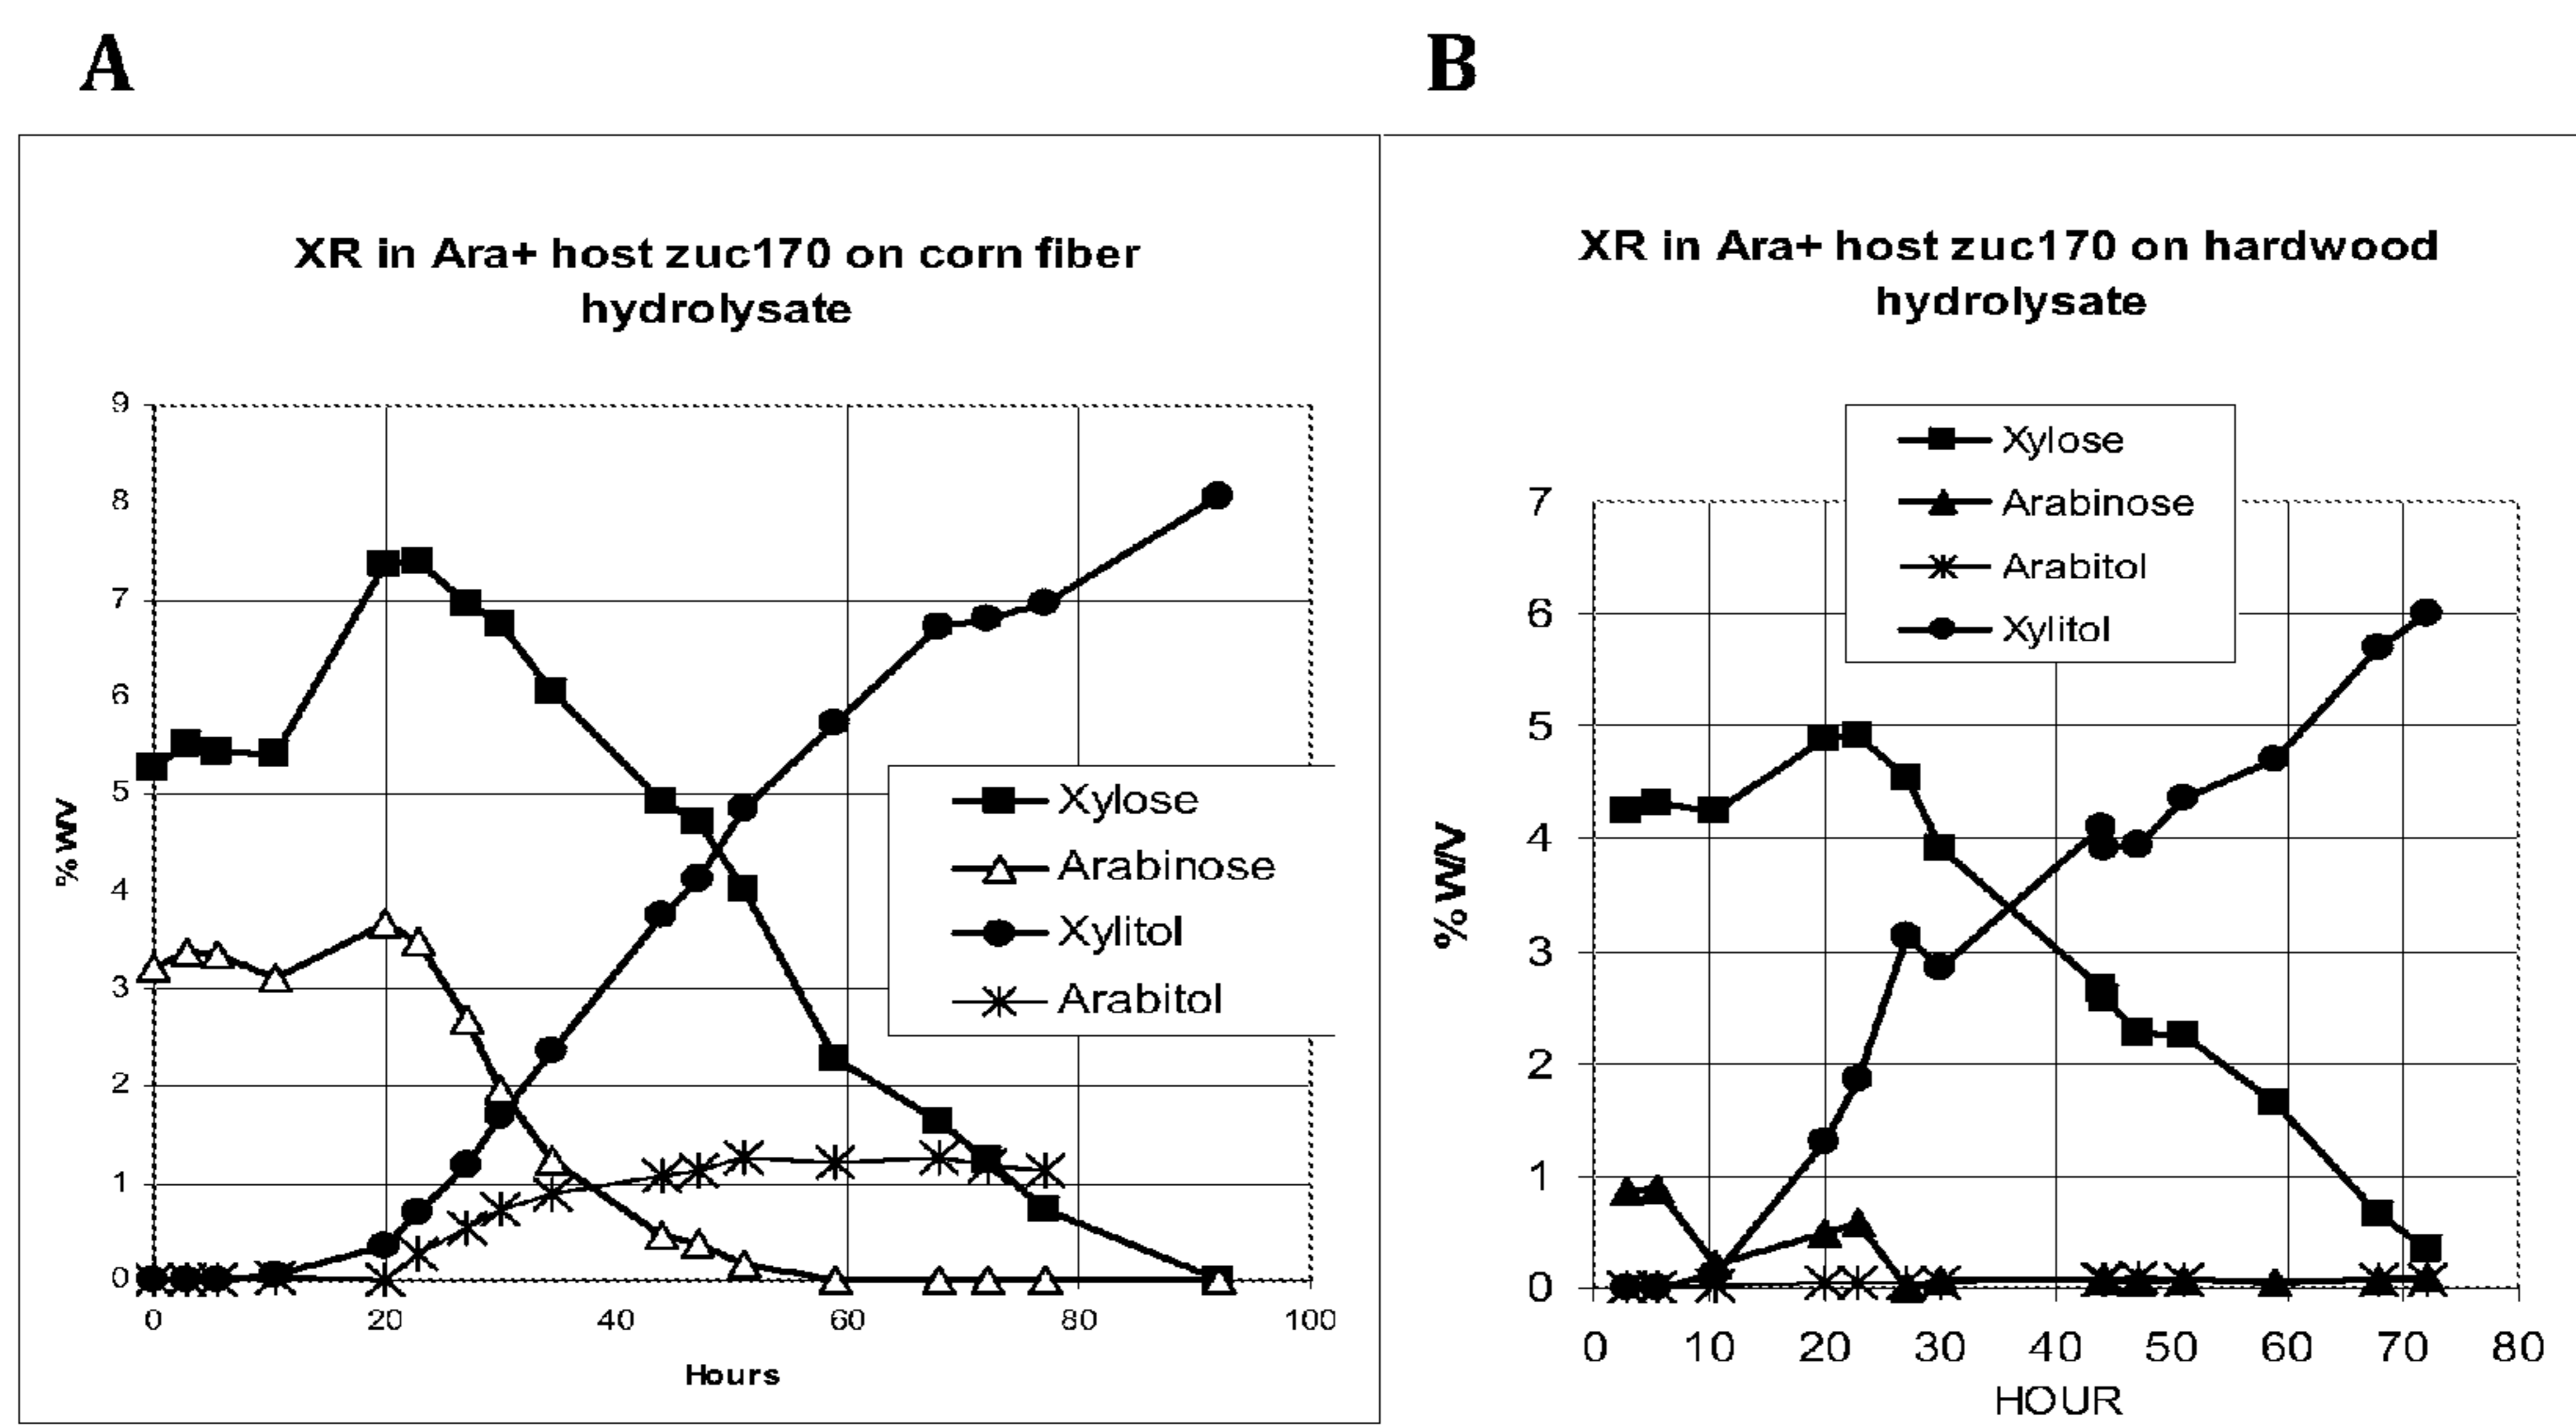 A
B
XR in Ara+ host zuc170 on corn fiber
hydrolysate
9
8
7
6
5
4
3
2
1
0
%wv
0 20 40 60 80 100
Hours
Xylose
Arabinose
Xylitol
Arabitol
XR in Ara+ host zuc170 on hardwood
hydrolysate
Xylose
Arabinose
Arabitol
Xylitol
7
6
5
4
3
2
1
0
%WV
0 10 20 30 40 50 60 70 80
HOUR